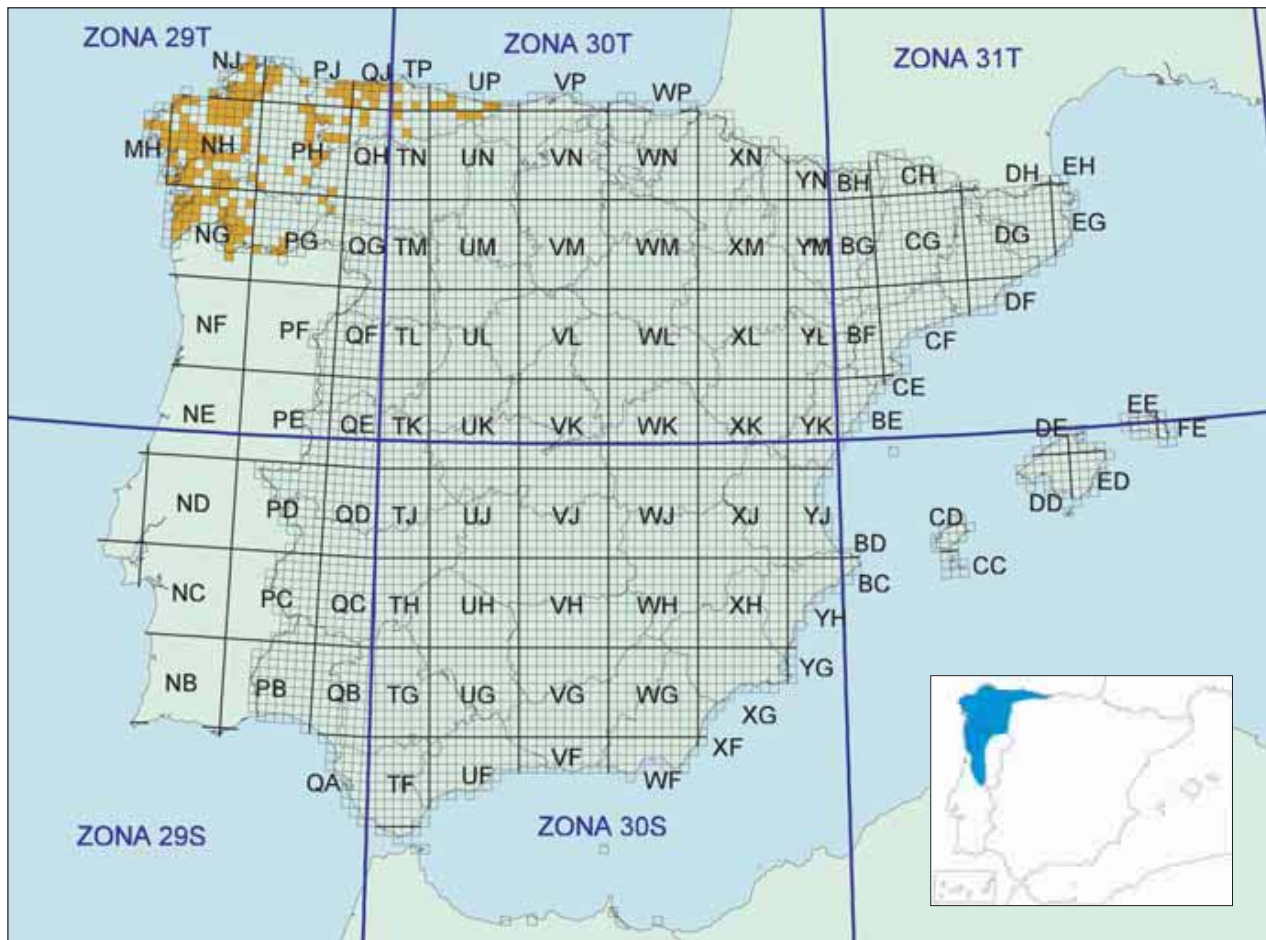 ZONA 29T
ZONA 30T
ZONA 31T
NJ
PJ
QJ
TP
UP
VP
WP
MH
NH
PH
QH
TN
UN
VN
WN
XN
YN
BH
CH
DH
EH
NG
PG
QG
TM
UM
VM
WM
XM
YM
BG
CG
DG
EG
NF
PF
QF
TL
UL
VL
WL
XL
YL
BF
CF
DF
NE
PE
QE
TK
UK
VK
WK
XK
YK
BE
CE
DE
EE
FE
ND
PD
QD
TJ
UJ
VJ
WJ
XJ
YJ
BD
CD
DD
ED
NC
PC
QC
TH
UH
VH
WH
XH
YH
BC
CC
NB
PB
QB
TG
UG
VG
WG
XG
YG
QA
TF
UF
VF
WF
XF
ZONA 29S
ZONA 30S